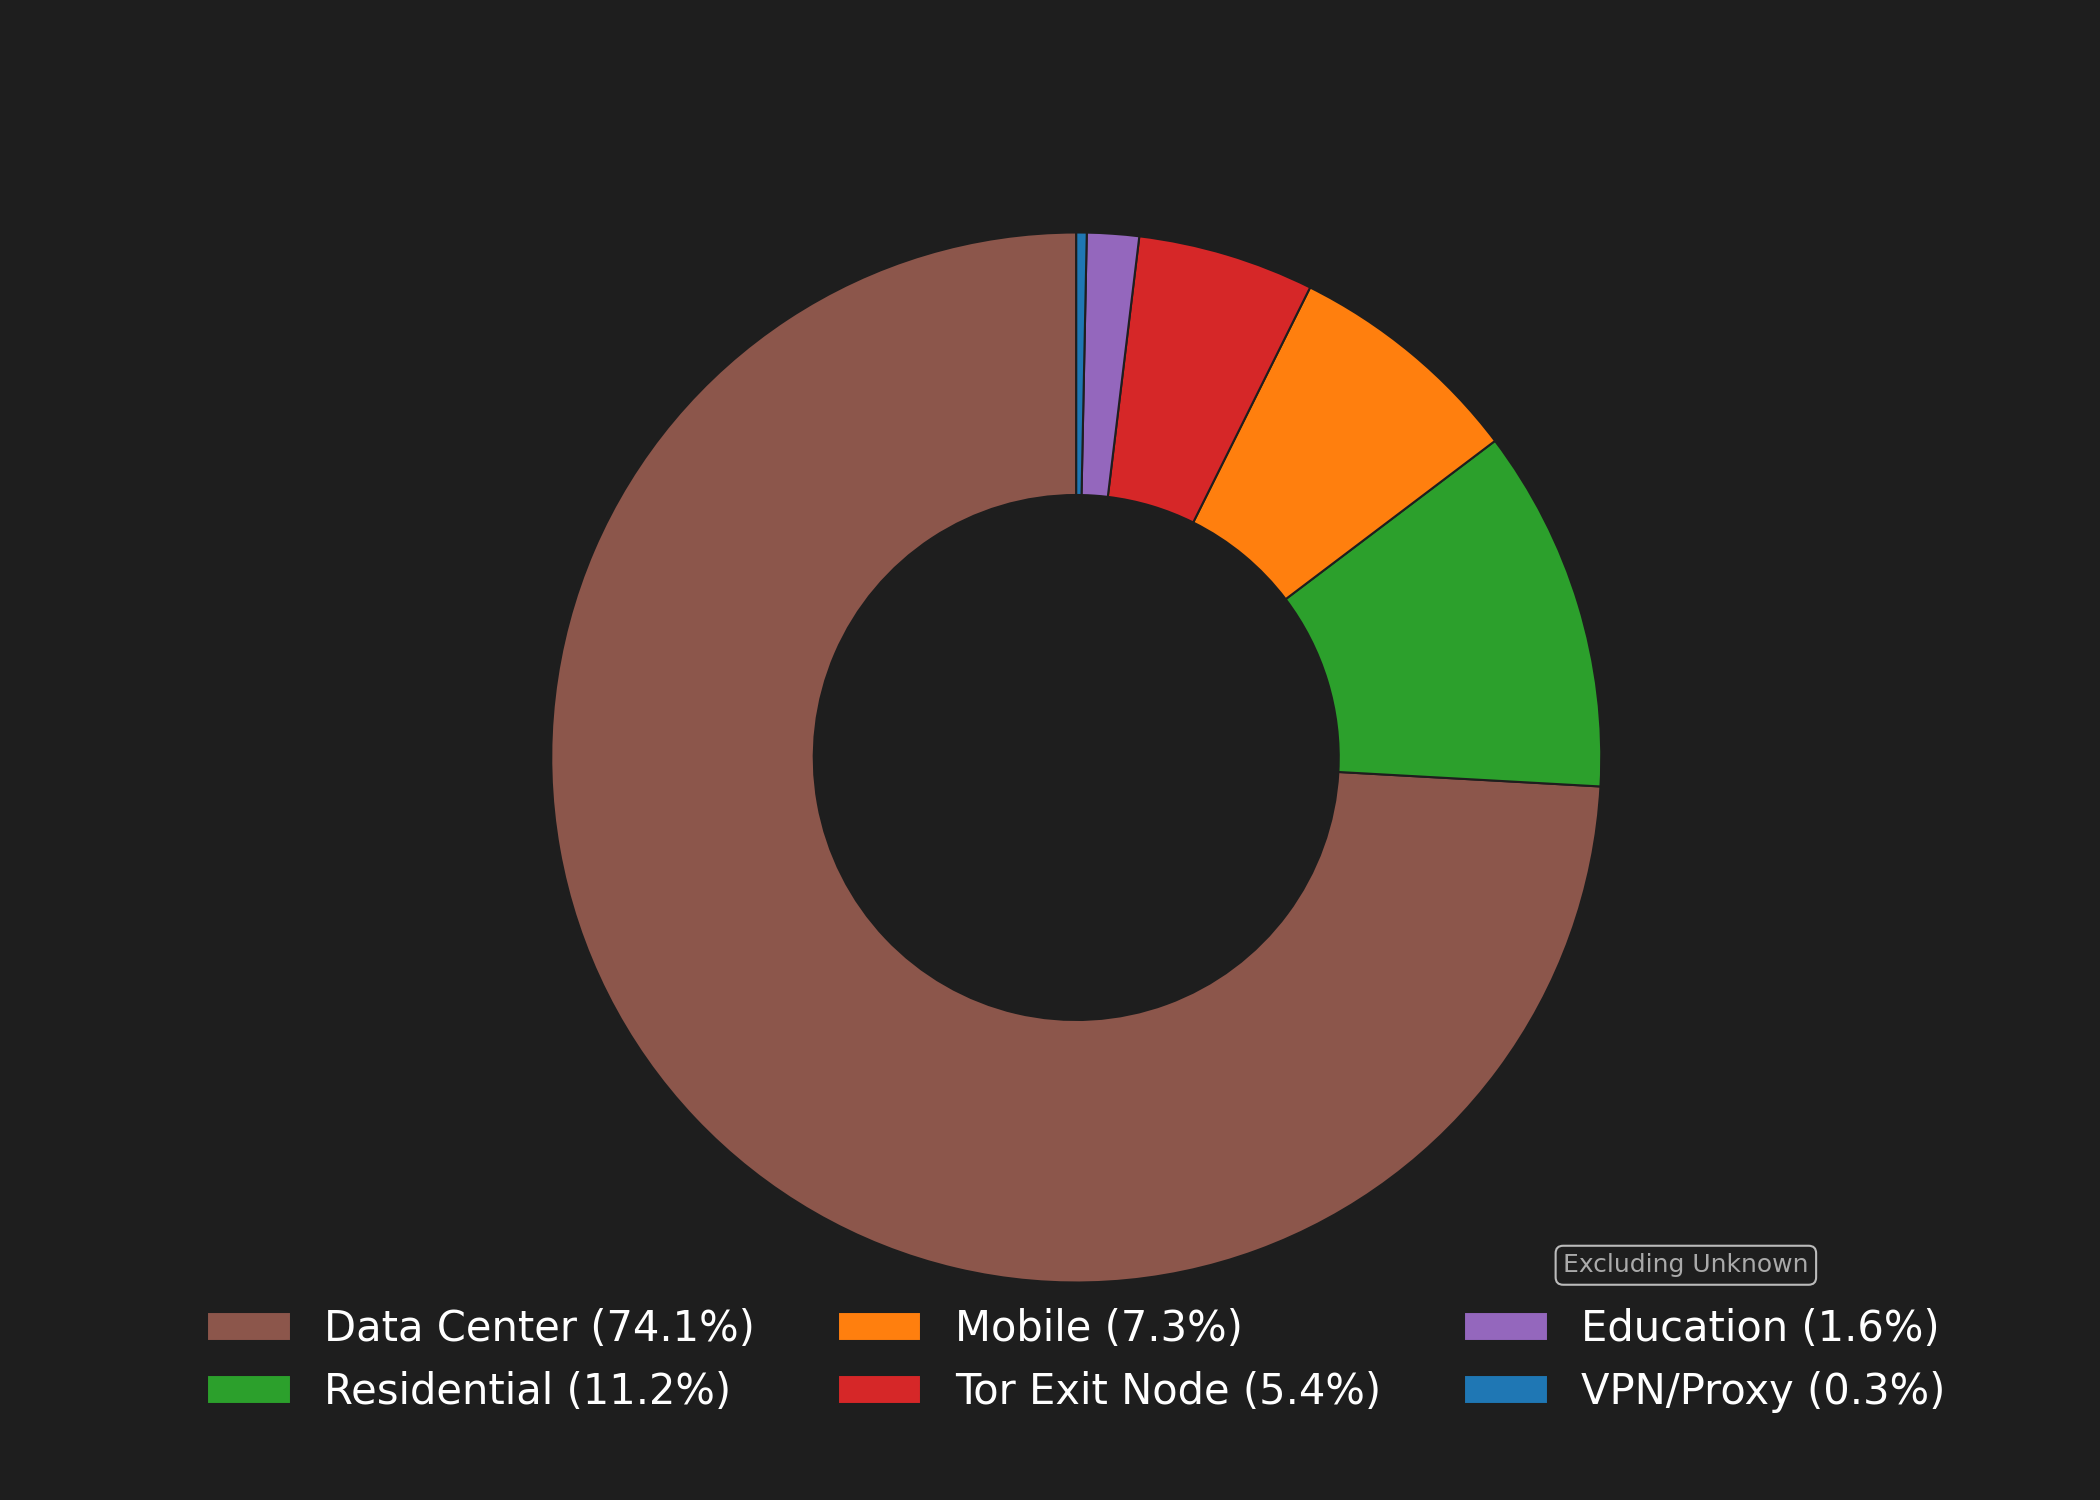 Excluding Unknown
Data Center (74.1%)
Mobile (7.3%)
Education (1.6%)
Residential (11.2%)
Tor Exit Node (5.4%)
VPN/Proxy (0.3%)